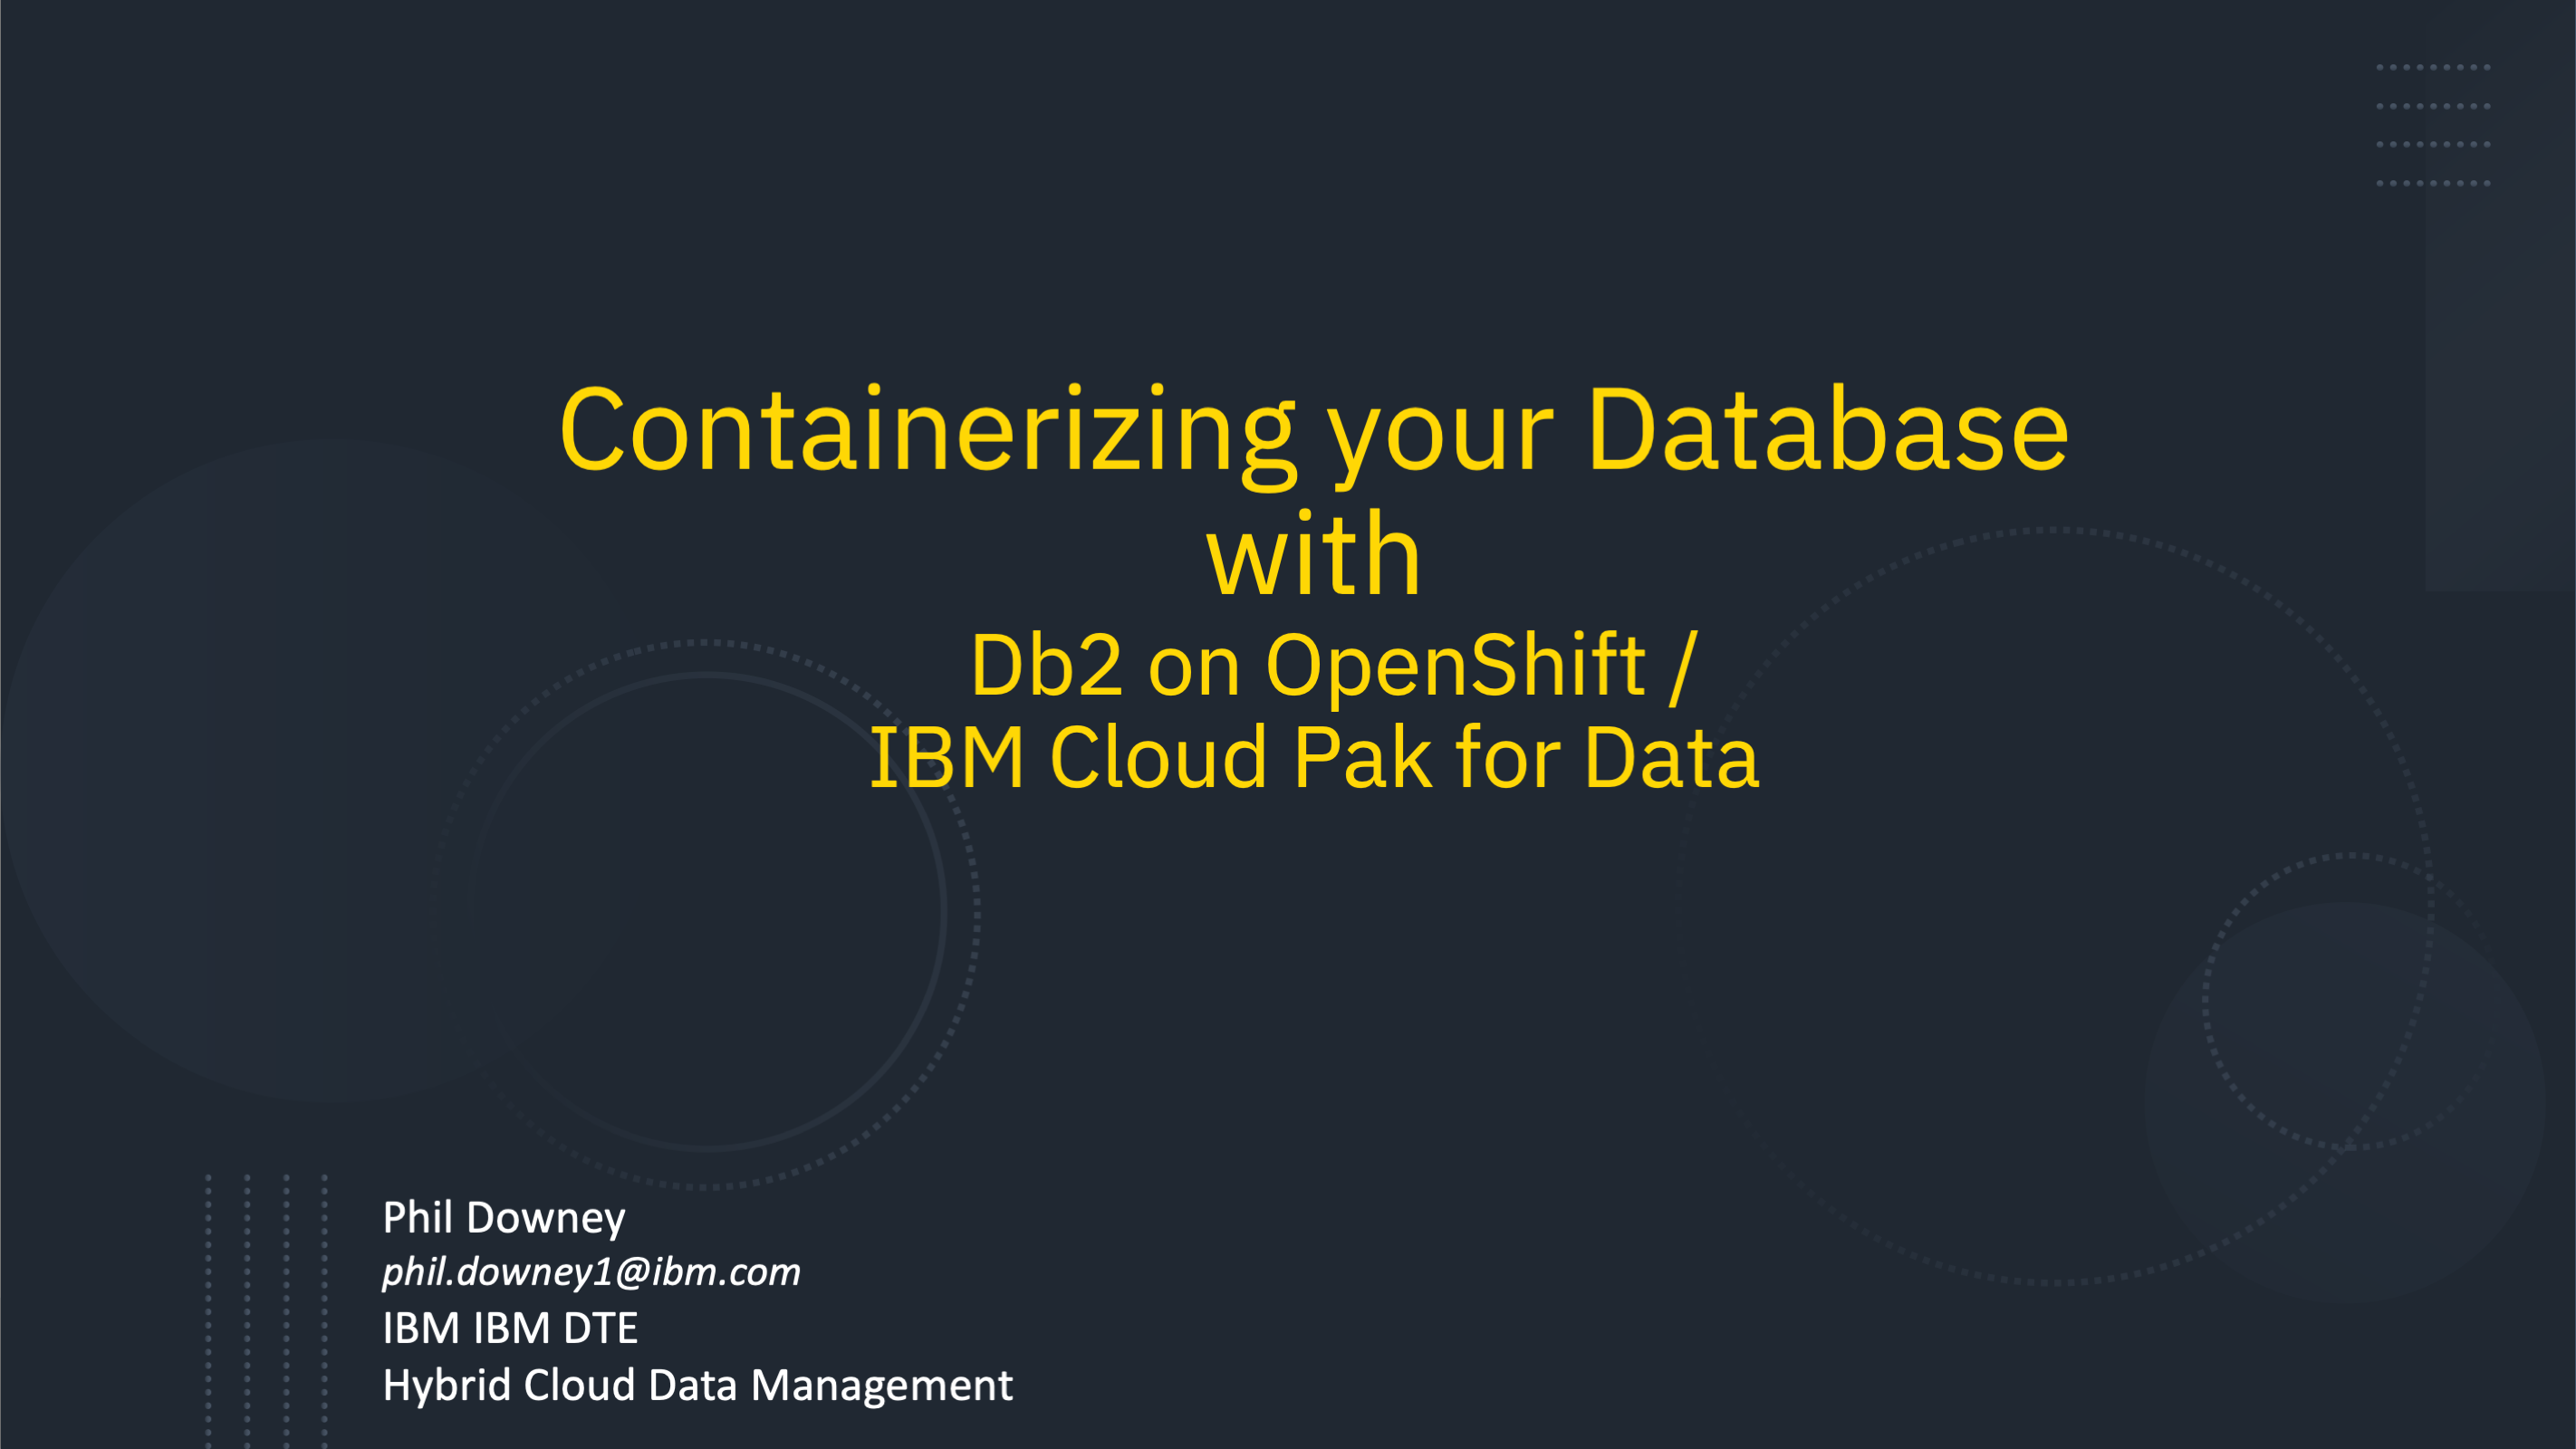 Containerizing your Database
with
Db2 on OpenShift /
IBM Cloud Pak for Data
Phil Downey
phil.downey1@ibm.com
IBM IBM DTE
Hybrid Cloud Data Management